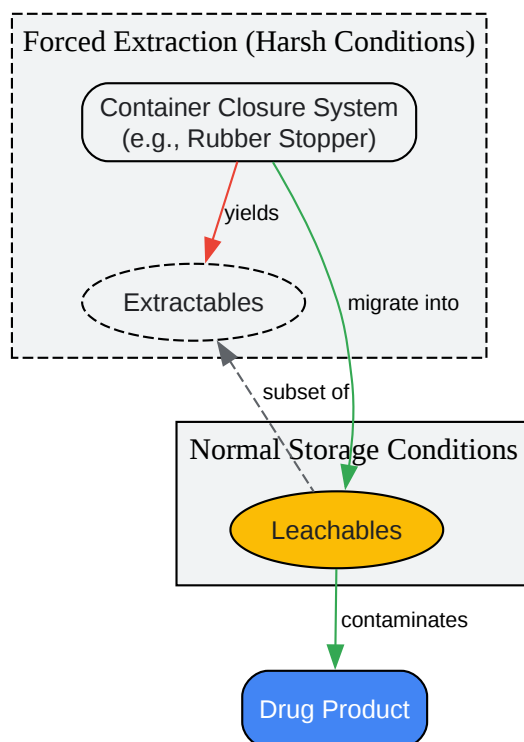 Forced Extraction (Harsh Conditions)
Container Closure System
(e.g., Rubber Stopper)
yields
Extractables
migrate into
subset of
Normal Storage Conditions
Leachables
contaminates
Drug Product